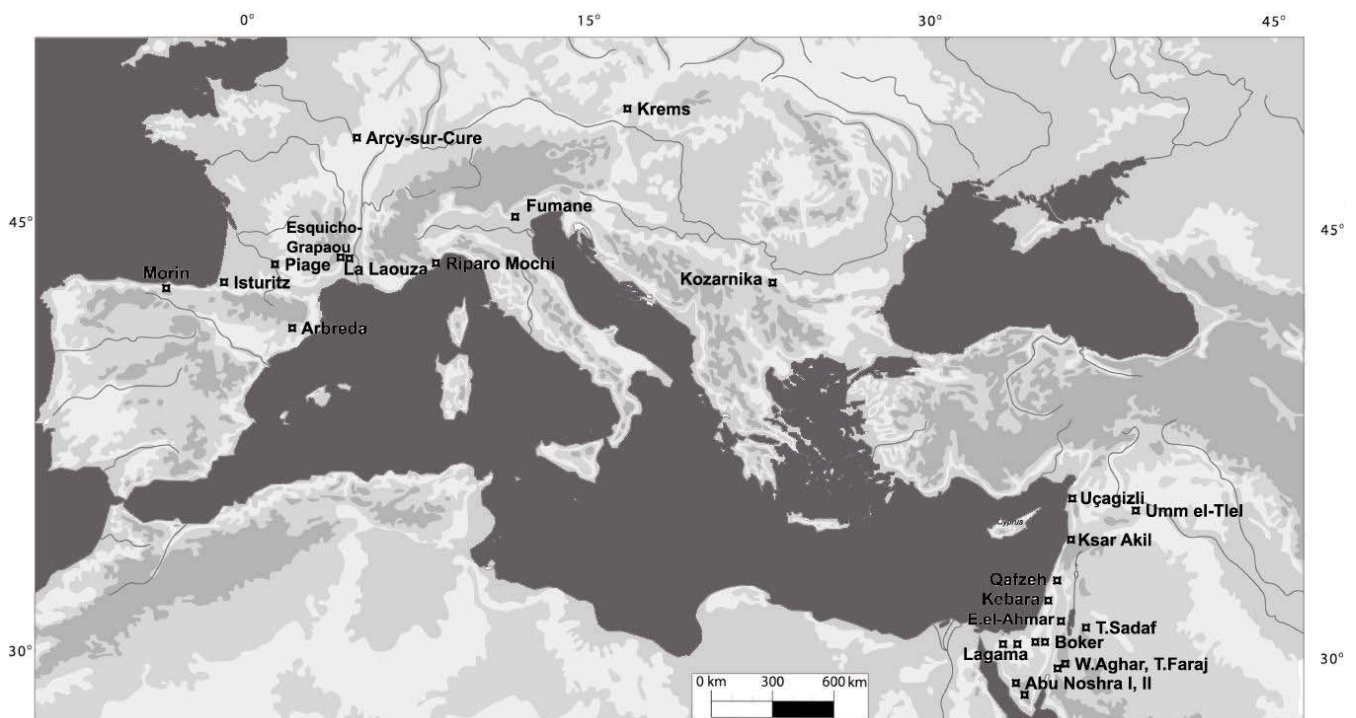 0°
15°
30°
45°
Krems
Arcy-sur-Cure
Fumane
45°
45°
Esquicho-
Grapaou
Piage
La Laouza
Riparo Mochi
Morin
Isturitz
Kozarnika
Arbreda
Uçagizli
Umm el-Tlel
Cyprus
Ksar Akil
Qafzeh
Kebara
E.el-Ahmar
T.Sadaf
Boker
Lagama
30°
30°
W.Aghar, T.Faraj
Abu Noshra I, II
0 km 300 600 km